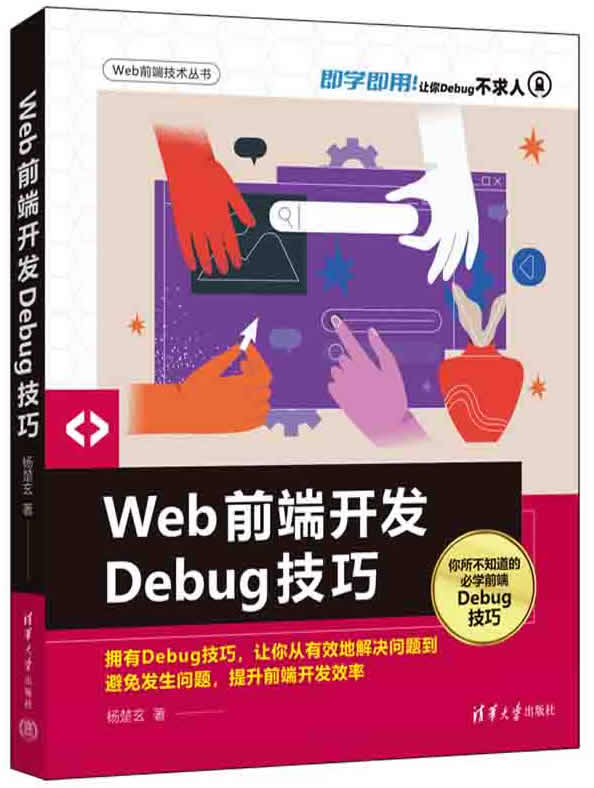 Web前端技术丛书
即学即用!让你Debug不求人
Web前端开发
Debug技巧
你所不知道的
必学前端
Debug
技巧
拥有Debug技巧，让你从有效地解决问题到
避免发生问题，提升前端开发效率
杨楚玄 著
清华大学出版社
Web前端开发Debug技巧
杨楚玄 著
清华大学出版社